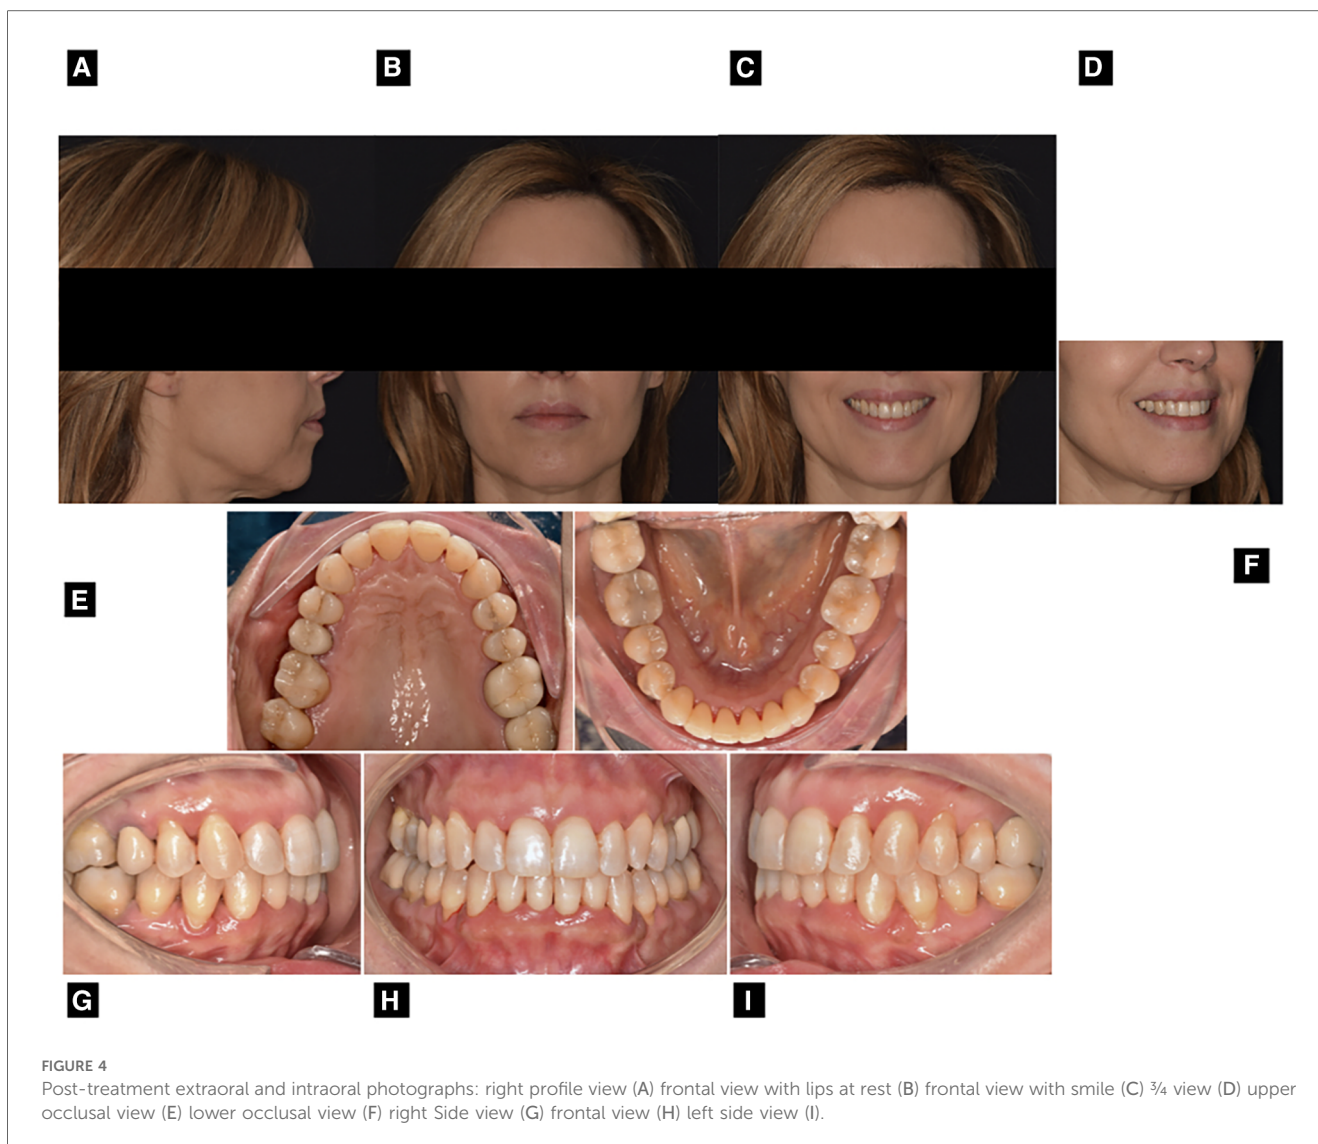 A
B
C
D
E
F
G
H
I
FIGURE 4
Post-treatment extraoral and intraoral photographs: right profile view (A) frontal view with lips at rest (B) frontal view with smile (C) ¾ view (D) upper
occlusal view (E) lower occlusal view (F) right Side view (G) frontal view (H) left side view (I).